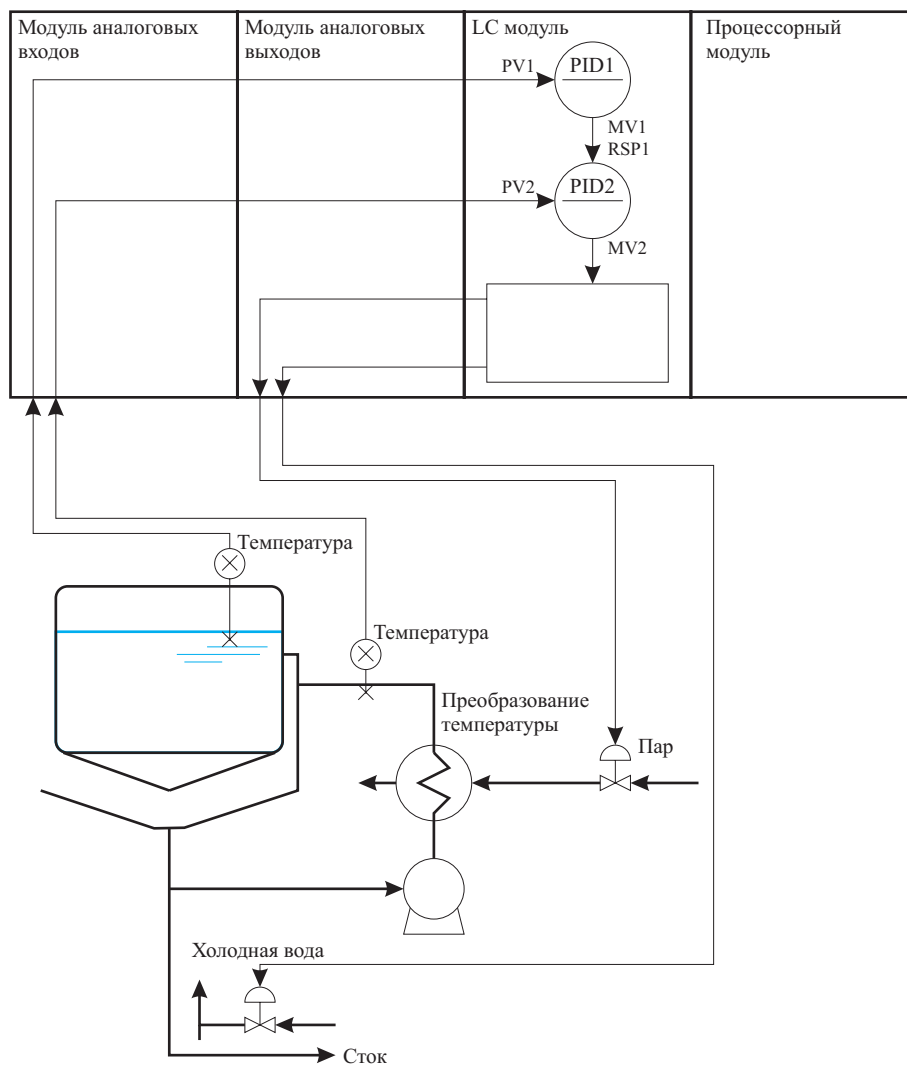 Модуль аналоговых
входов
Модуль аналоговых
выходов
LC модуль
Процессорный
модуль
PV1
PID1
MV1
RSP1
PV2
PID2
MV2
Температура
Температура
Преобразование
температуры
Пар
Холодная вода
Сток